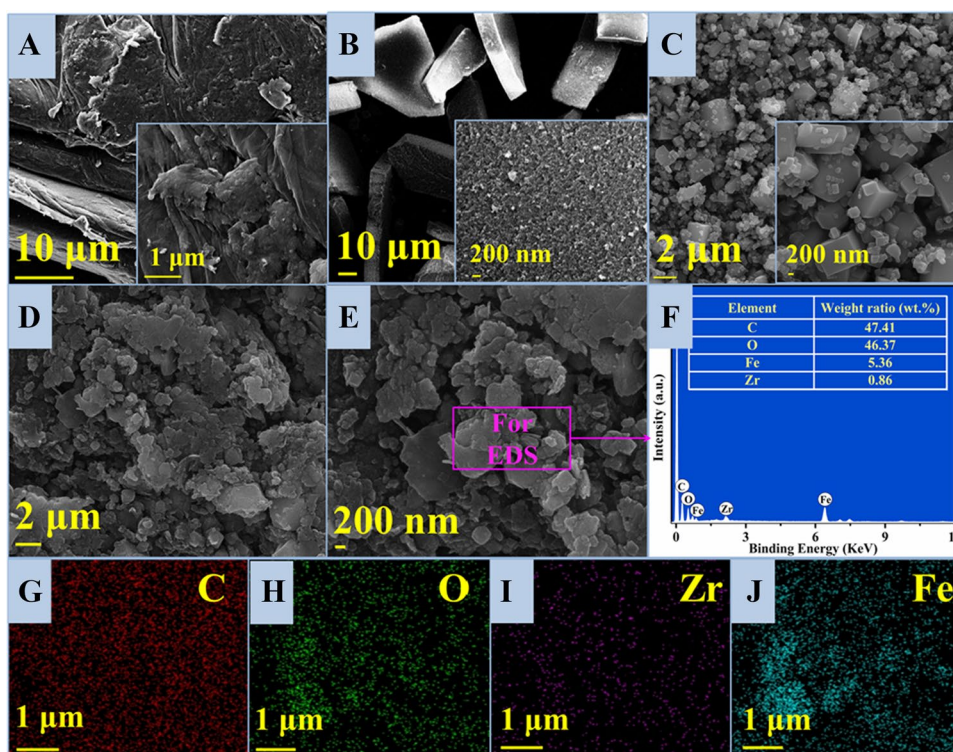 A
10 µm
1 µm
B
10 µm
200 nm
C
2 µm
200 nm
D
2 µm
E
For
EDS
200 nm
F
Element Weight ratio (wt.%)
C 47.41
O 46.37
Fe 5.36
Zr 0.86
Intensity (a.u.)
C
O
Fe
Zr
Fe
0 3 6 9
Binding Energy (KeV)
G
C
1 µm
H
O
1 µm
I
Zr
1 µm
J
Fe
1 µm